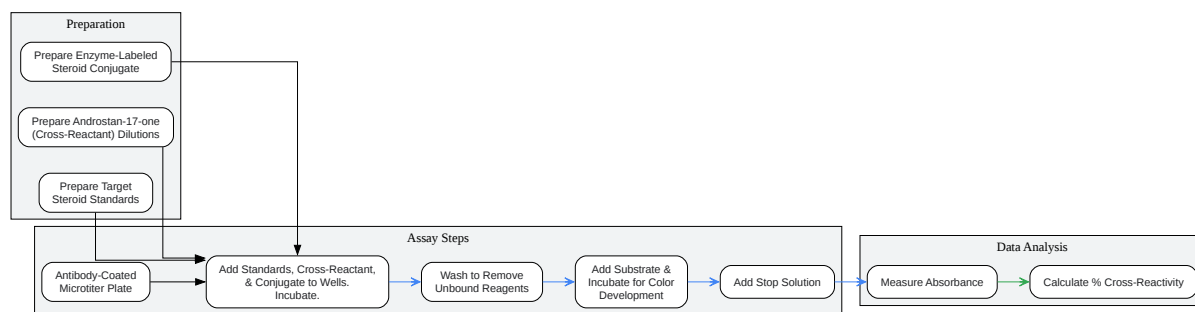 Preparation
Prepare Enzyme-Labeled
Steroid Conjugate
Prepare Androstan-17-one
(Cross-Reactant) Dilutions
Prepare Target
Steroid Standards
Assay Steps
Antibody-Coated
Microtiter Plate
Add Standards, Cross-Reactant,
& Conjugate to Wells.
Incubate.
Wash to Remove
Unbound Reagents
Add Substrate &
Incubate for Color
Development
Add Stop Solution
Data Analysis
Measure Absorbance
Calculate % Cross-Reactivity